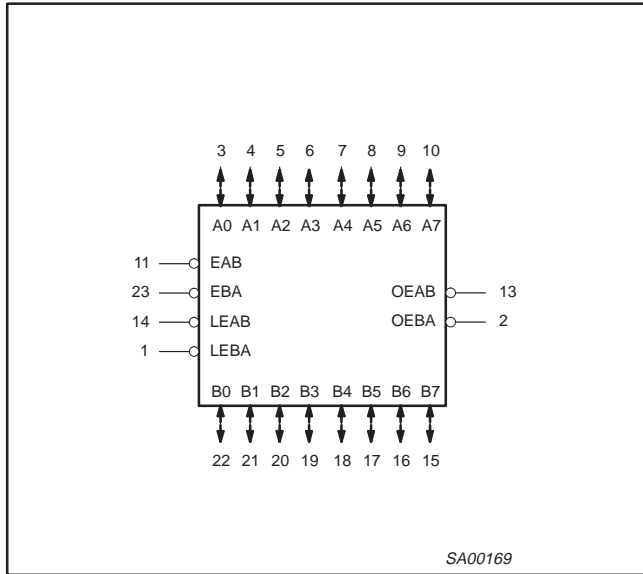 3 4 5 6 7 8 9 10
A0 A1 A2 A3 A4 A5 A6 A7
11 EAB
23 EBA OEAB 13
14 LEAB OEBA 2
1 LEBA
B0 B1 B2 B3 B4 B5 B6 B7
22 21 20 19 18 17 16 15
SA00169